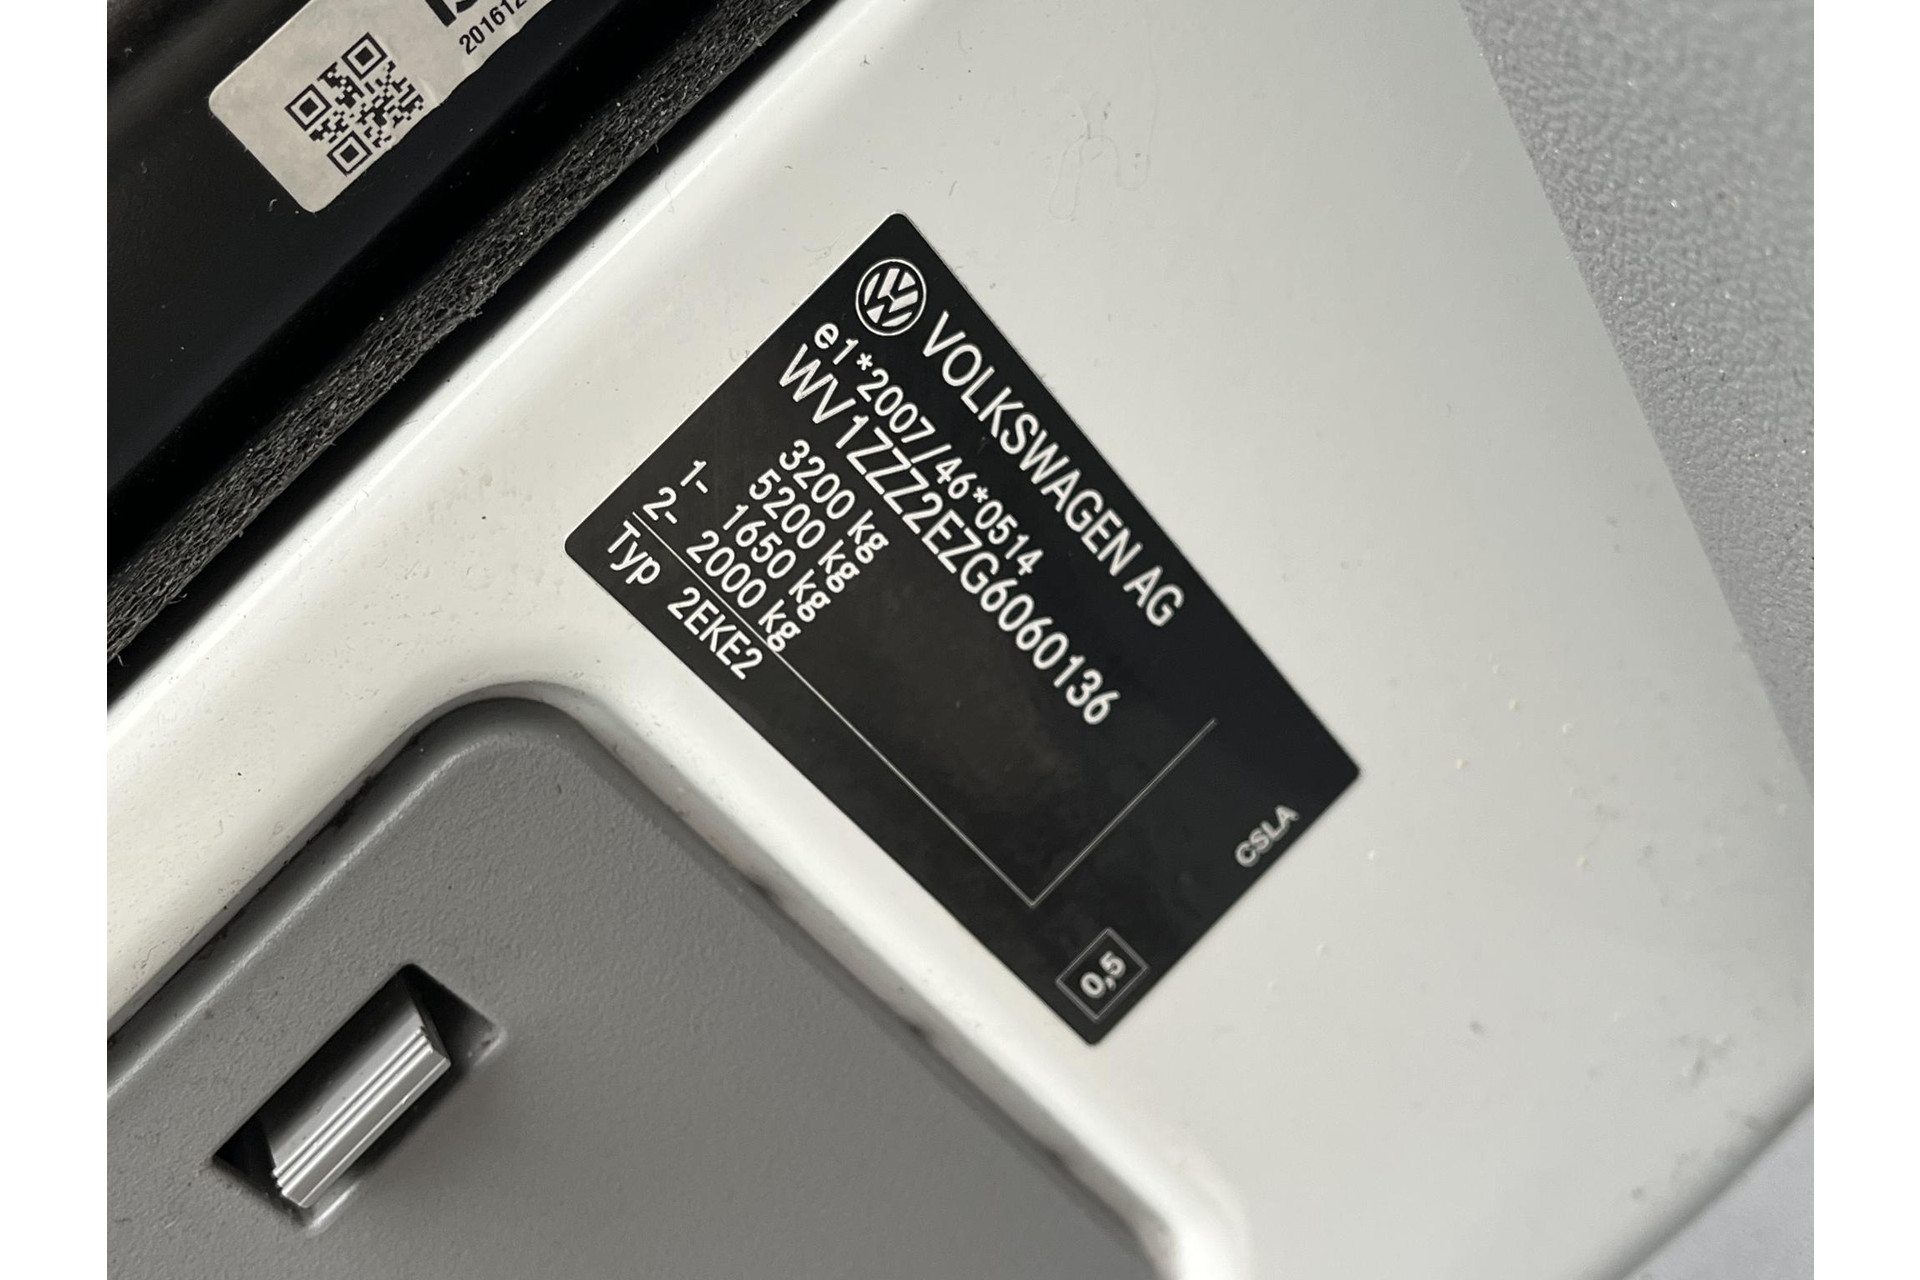 201612
VOLKSWAGEN AG
e1*2007/46*0514
WV1ZZZ2EZG6060136
3200 kg
5200 kg
1- 1650 kg
2- 2000 kg
Typ 2EKE2
CSLA
0,5